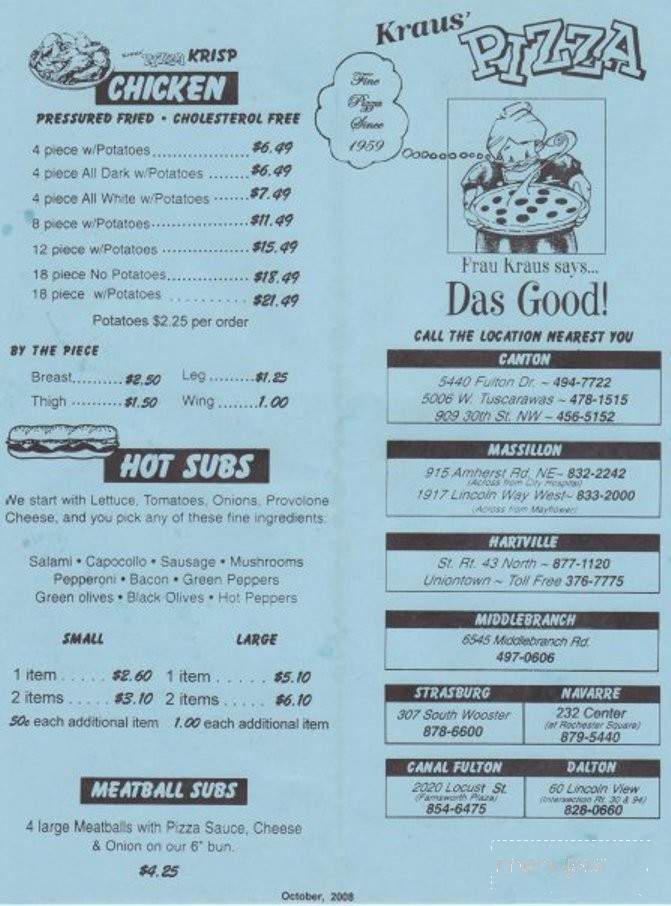 KRISP
CHICKEN
PRESSURED FRIED • CHOLESTEROL FREE
4 piece w/Potatoes.................... $6.49
4 piece All Dark w/Potatoes ....... $6.49
4 piece All White w/Potatoes ...... $7.49
8 piece w/Potatoes.................... $11.49
12 piece w/Potatoes .................. $15.49
18 piece No Potatoes................. $18.49
18 piece w/Potatoes .......... $21.49
Potatoes $2.25 per order
BY THE PIECE
Breast.......... $2.50 Leg ........ $1.25
Thigh ........... $1.50 Wing ........ 1.00
HOT SUBS
We start with Lettuce, Tomatoes, Onions, Provolone
Cheese, and you pick any of these fine ingredients:
Salami • Capocollo • Sausage • Mushrooms
Pepperoni • Bacon • Green Peppers
Green olives • Black Olives • Hot Peppers
SMALL LARGE
1 item ..... $2.60 1 item ..... $5.10
2 items ..... $3.10 2 items ..... $6.10
50¢ each additional item 1.00 each additional item
MEATBALL SUBS
4 large Meatballs with Pizza Sauce, Cheese
& Onion on our 6" bun.
$4.25
Kraus'
PIZZA
Fine
Pizza
Since
1959
Frau Kraus says...
Das Good!
CALL THE LOCATION NEAREST YOU
CANTON
5440 Fulton Dr. ~ 494-7722
5006 W. Tuscarawas ~ 478-1515
909 30th St. NW ~ 456-5152
MASSILLON
915 Amherst Rd. NE~ 832-2242
(Across from City Hospital)
1917 Lincoln Way West~ 833-2000
(Across from Mayflower)
HARTVILLE
St. Rt. 43 North ~ 877-1120
Uniontown ~ Toll Free 376-7775
MIDDLEBRANCH
6545 Middlebranch Rd.
497-0606
STRASBURG
307 South Wooster
878-6600
NAVARRE
232 Center
(at Rochester Square)
879-5440
CANAL FULTON
2020 Locust St.
(Farnsworth Plaza)
854-6475
DALTON
60 Lincoln View
(Intersection Rt. 30 & 94)
828-0660
October, 2008